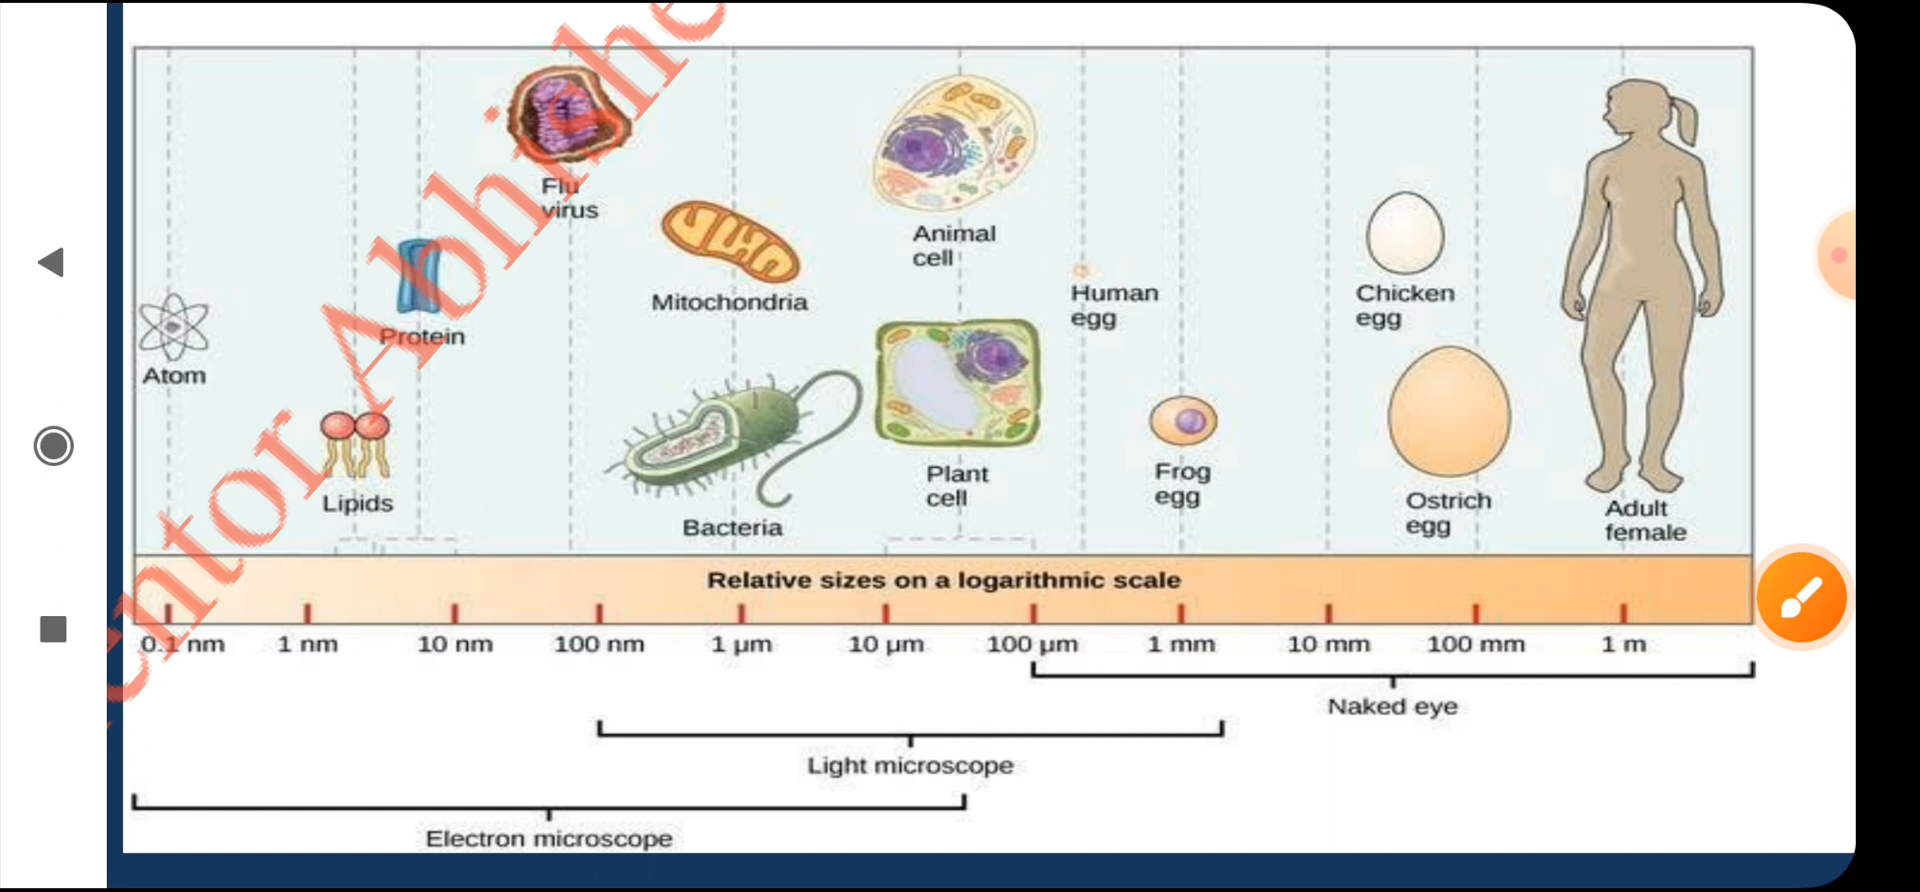 Flu
virus
Animal
cell
Mitochondria
Human
egg
Chicken
egg
Protein
Atom
Lipids
Bacteria
Plant
cell
Frog
egg
Ostrich
egg
Adult
female
Relative sizes on a logarithmic scale
0.1 nm 1 nm 10 nm 100 nm 1 µm 10 µm 100 µm 1 mm 10 mm 100 mm 1 m
Naked eye
Light microscope
Electron microscope